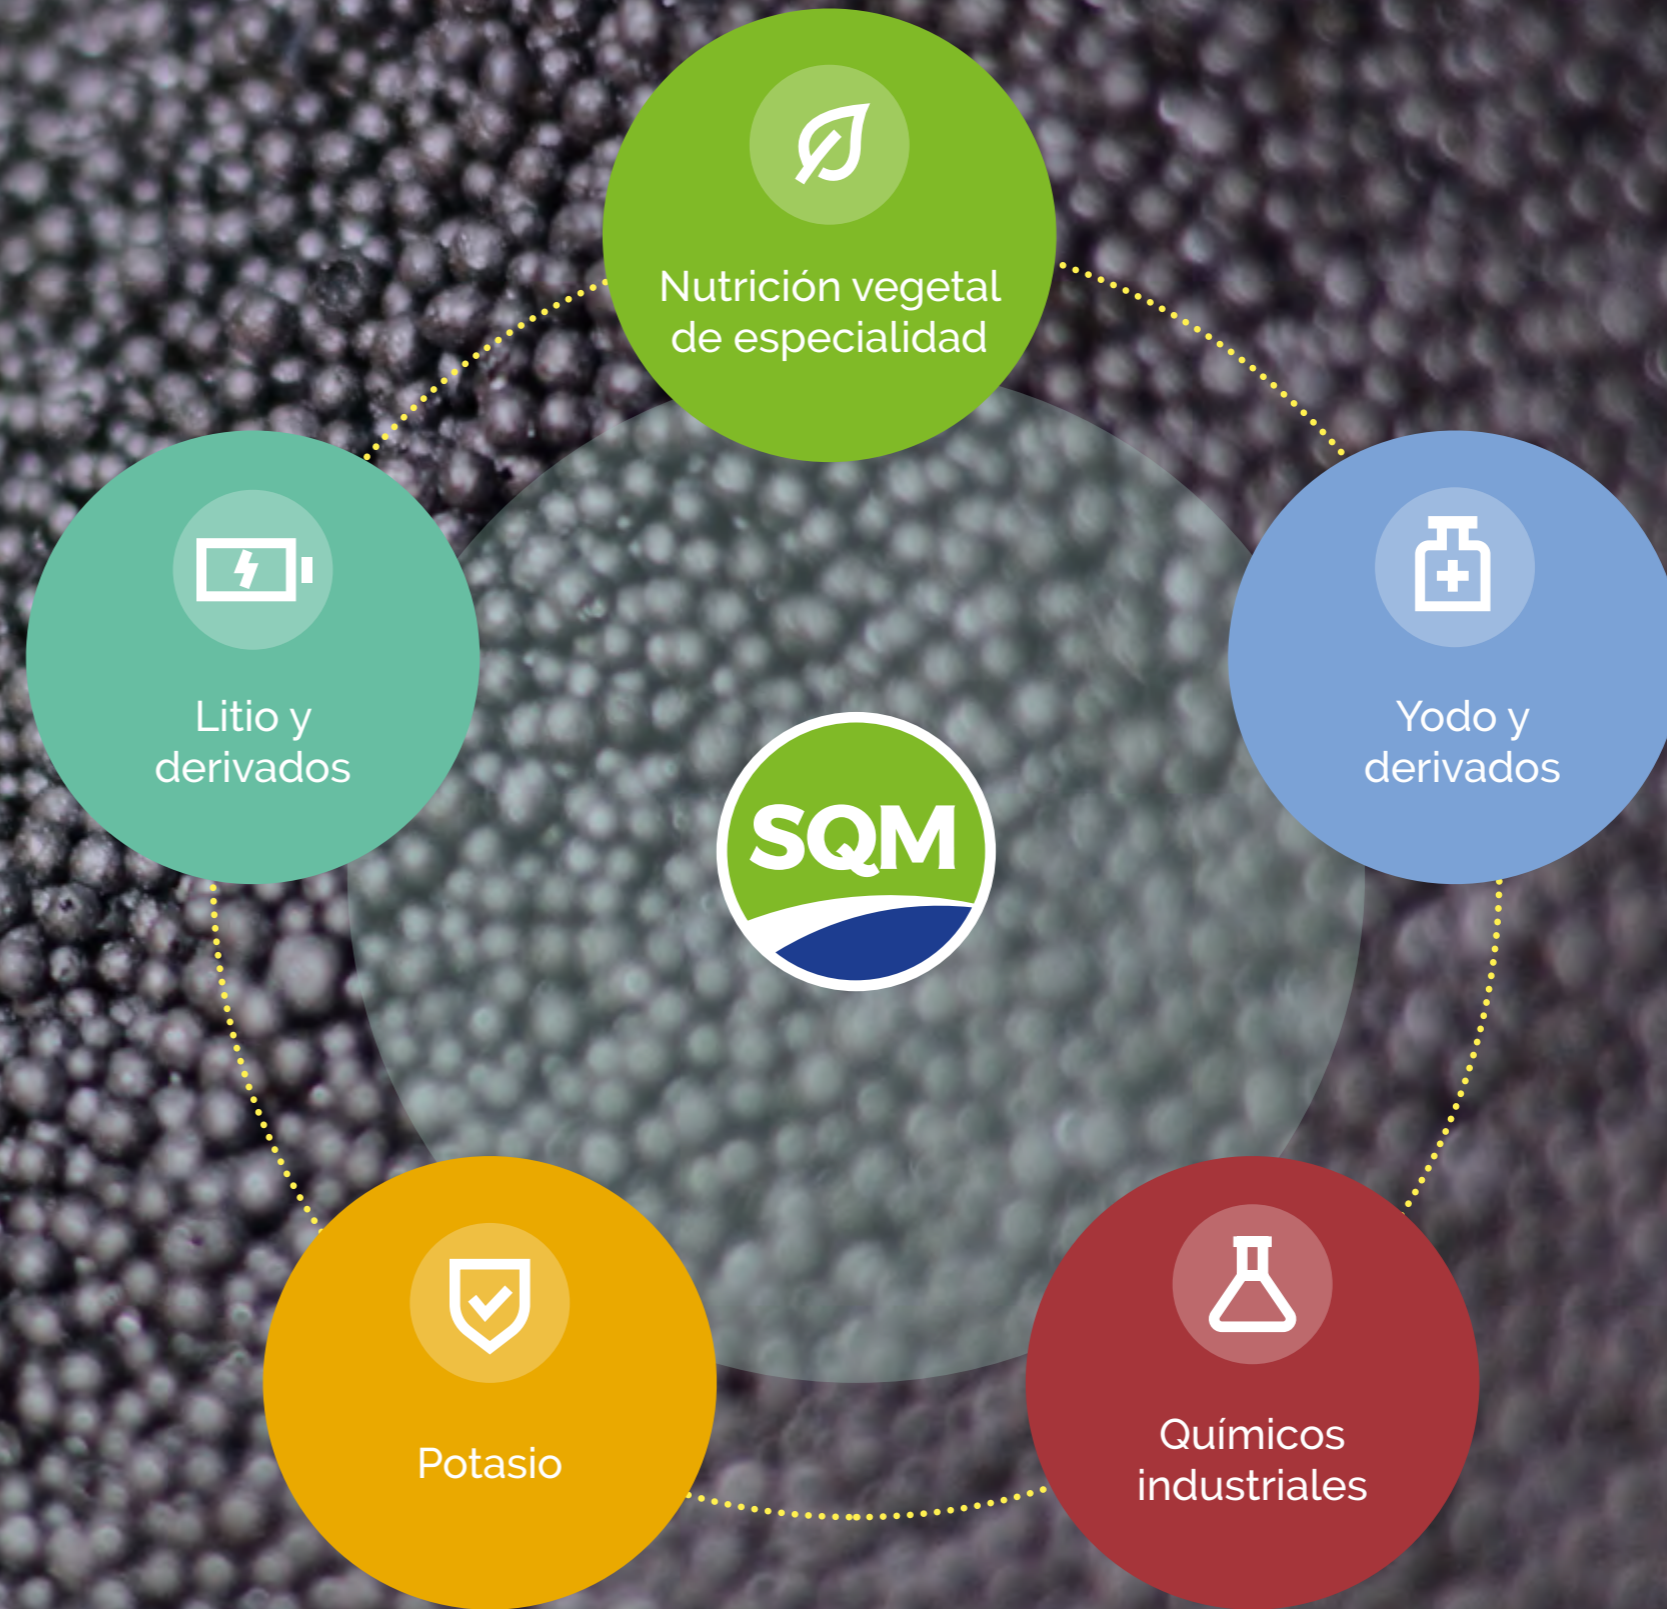 Nutrición vegetal
de especialidad
Litio y
derivados
Yodo y
derivados
SQM
Potasio
Químicos
industriales